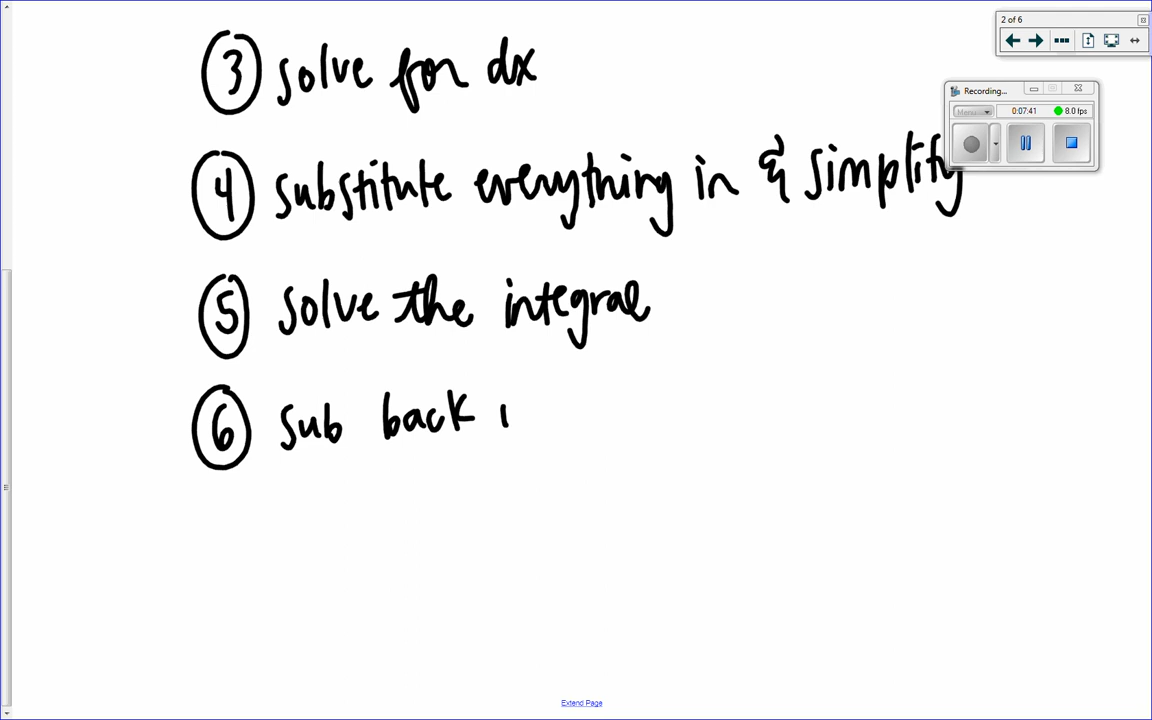 2 of 6
Recording...
Menu
0:07:41
8.0 fps
3 solve for dx
4 substitute everything in & simplify
5 solve the integral
6 sub back
Extend Page